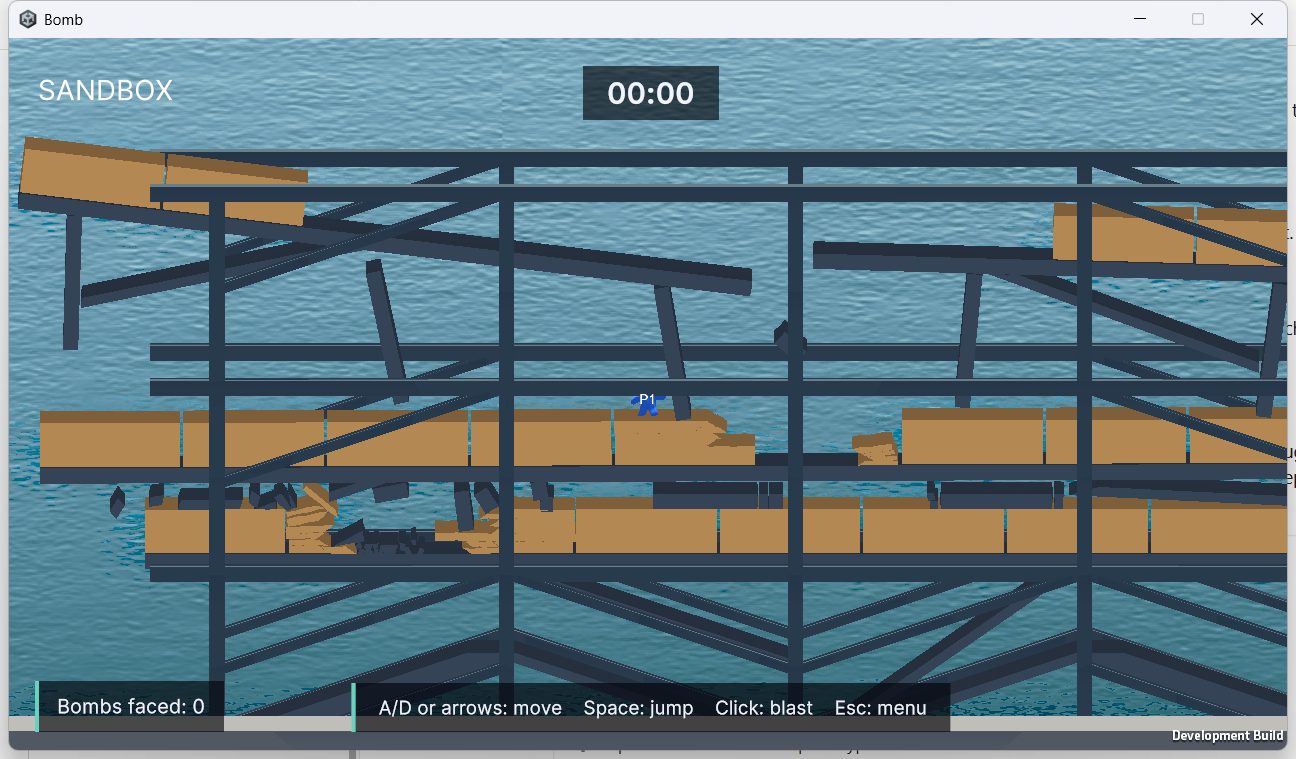 Bomb
SANDBOX
00:00
P1
Bombs faced: 0
A/D or arrows: move Space: jump Click: blast Esc: menu
Development Build